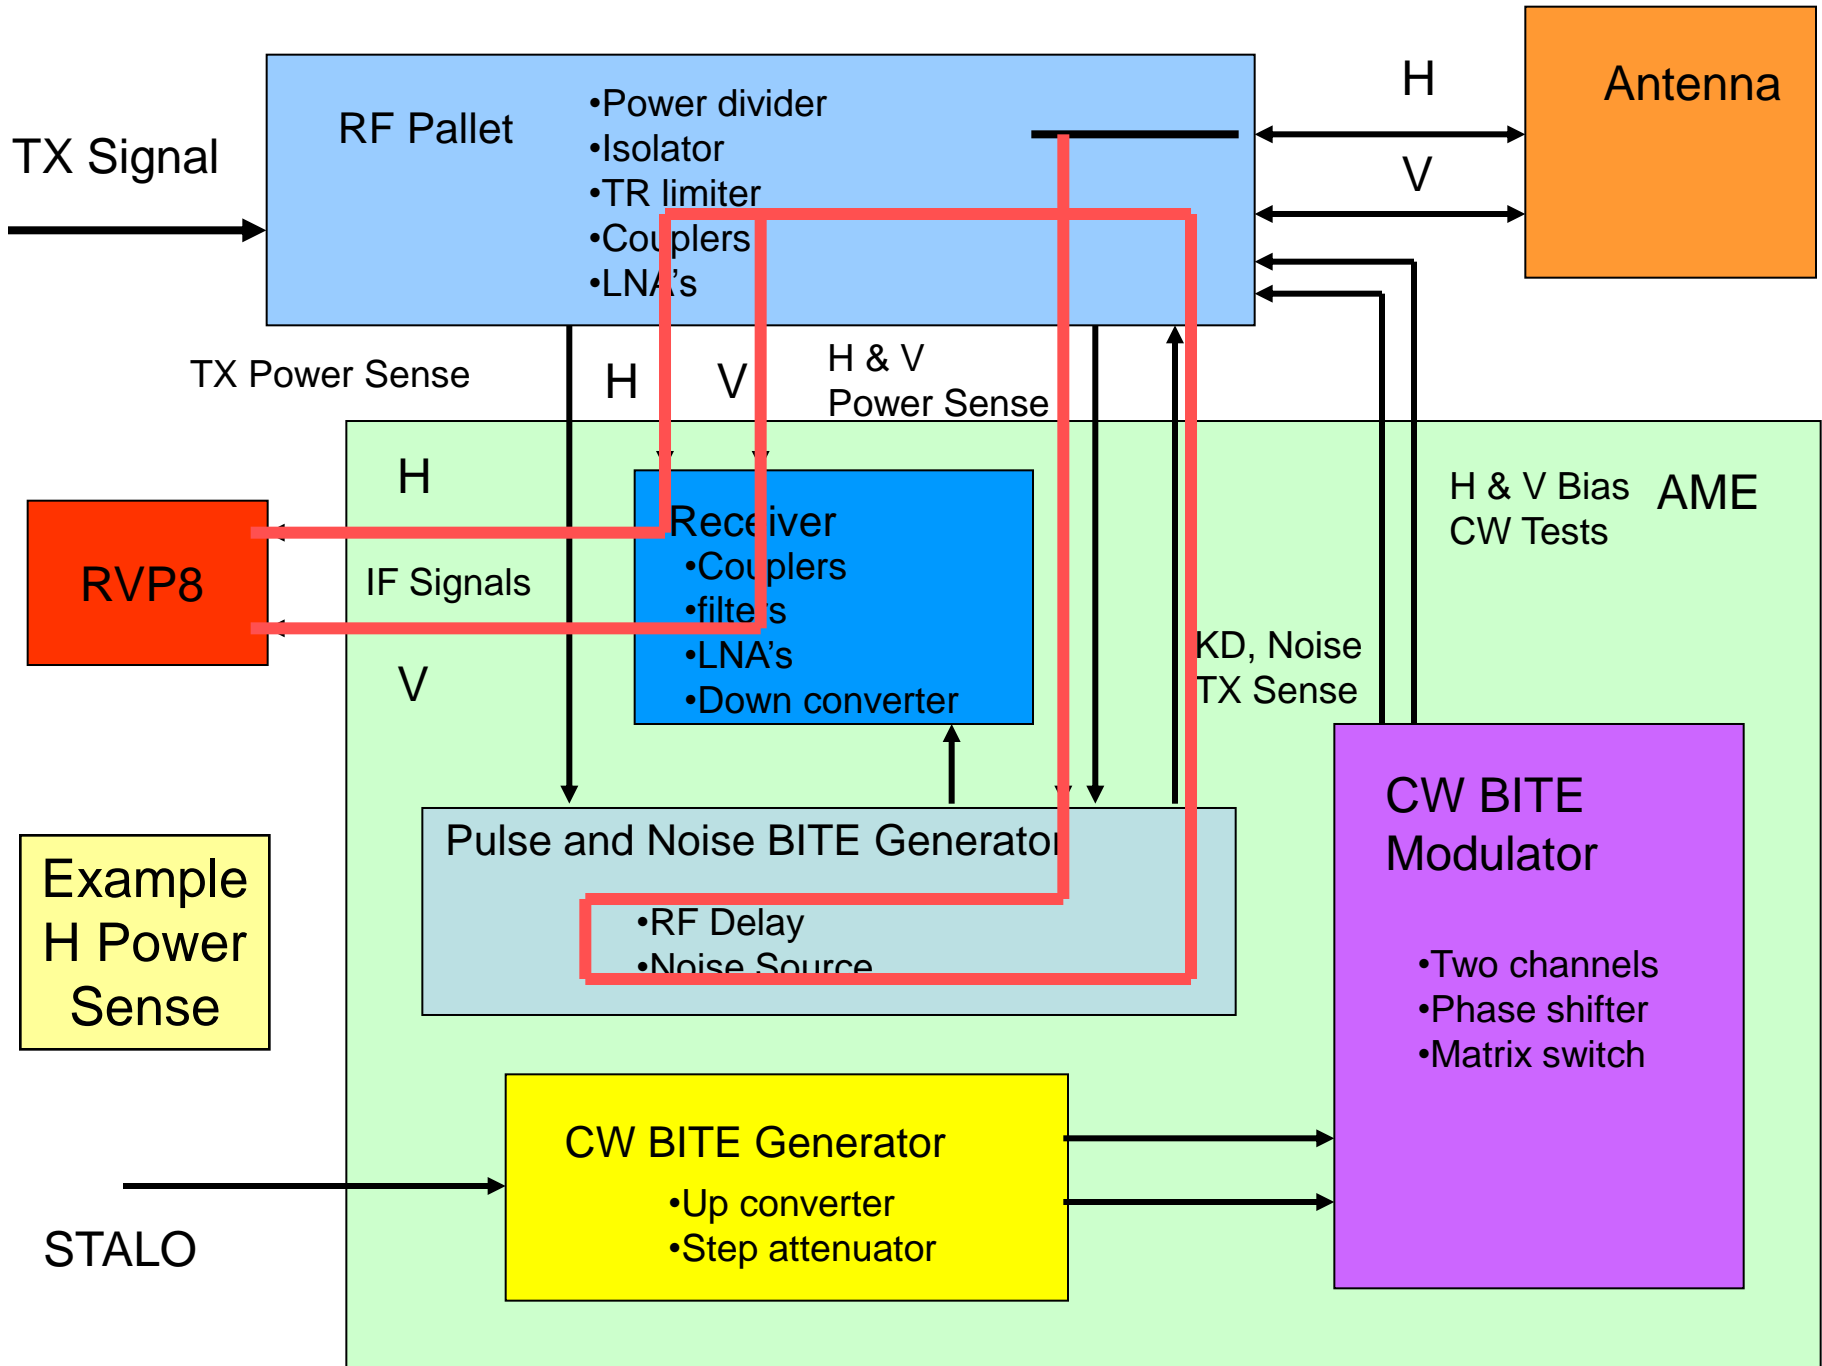 TX Signal
RF Pallet
•Power divider
•Isolator
•TR limiter
•Couplers
•LNA's
H
V
Antenna
TX Power Sense
H
V
H & V
Power Sense
H
IF Signals
V
RVP8
Receiver
•Couplers
•filters
•LNA's
•Down converter
H & V Bias
CW Tests
AME
KD, Noise
TX Sense
Pulse and Noise BITE Generator
•RF Delay
•Noise Source
CW BITE
Modulator
•Two channels
•Phase shifter
•Matrix switch
Example
H Power
Sense
CW BITE Generator
•Up converter
•Step attenuator
STALO